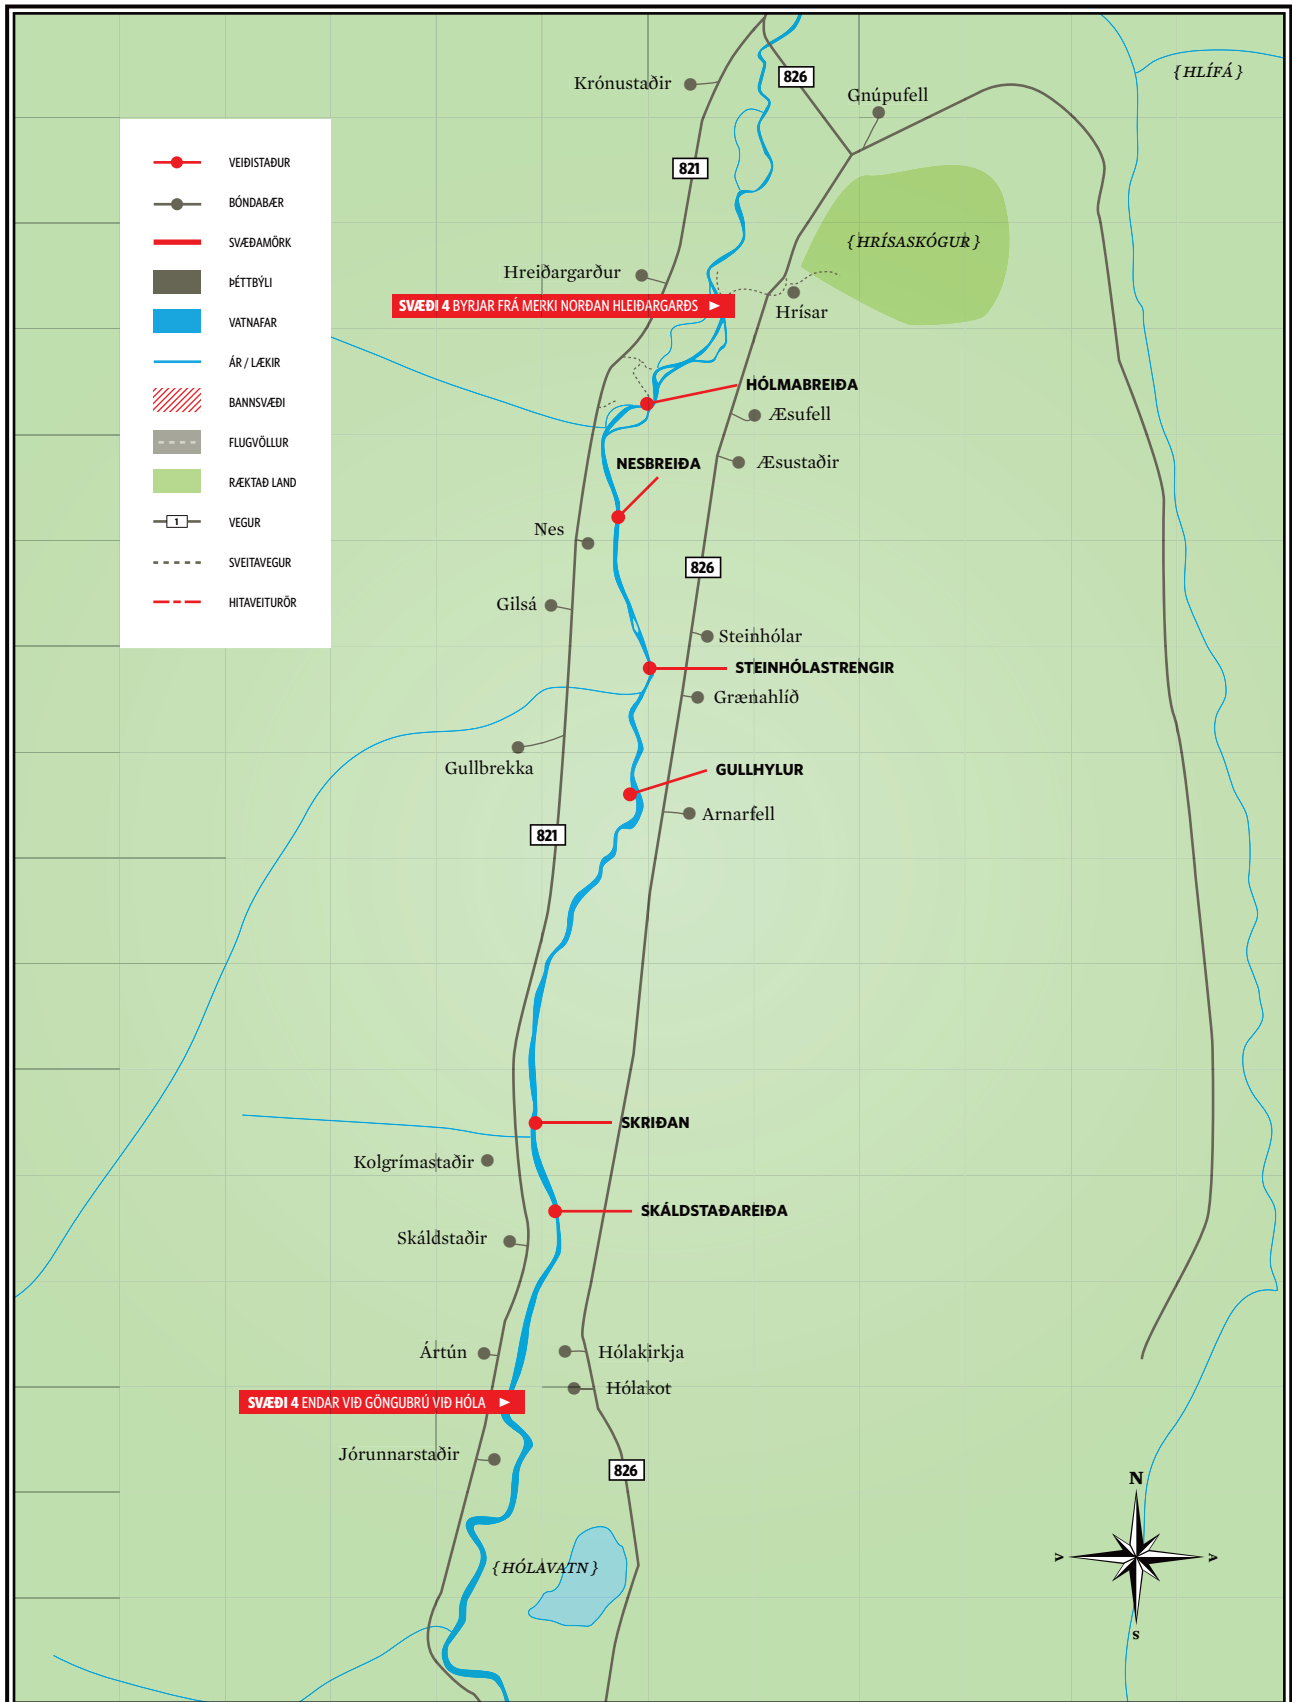 {HLÍFÁ}
826
Krónustaðir
Gnúpufell
VEIÐISTAÐUR
821
BÓNDABÆR
SVÆÐAMÖRK
{HRÍSASKÓGUR}
Hreiðargarður
ÞÉTTBÝLI
SVÆÐI 4 BYRJAR FRÁ MERKI NORÐAN HLEIÐARGARÐS ►
Hrísar
VATNAFAR
ÁR / LÆKIR
HÓLMABREIÐA
BANNSVÆÐI
Æsufell
FLUGVÖLLUR
NESBREIÐA
Æsustaðir
RÆKTAÐ LAND
1
VEGUR
Nes
SVEITAVEGUR
826
HITAVEITURÖR
Gilsá
Steinhólar
STEINHÓLASTRENGIR
Grænahlíð
Gullbrekka
GULLHYLUR
Arnarfell
821
SKRIÐAN
Kolgrímastaðir
SKÁLDSTAÐAREIÐA
Skáldstaðir
Ártún
Hólakirkja
Hólakot
SVÆÐI 4 ENDAR VIÐ GÖNGUBRÚ VIÐ HÓLA ►
Jórunnarstaðir
826
N
{HÓLAVATN}
V
V
S